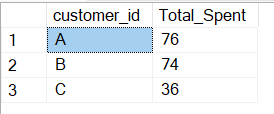 customer_id Total_Spent
1 A 76
2 B 74
3 C 36